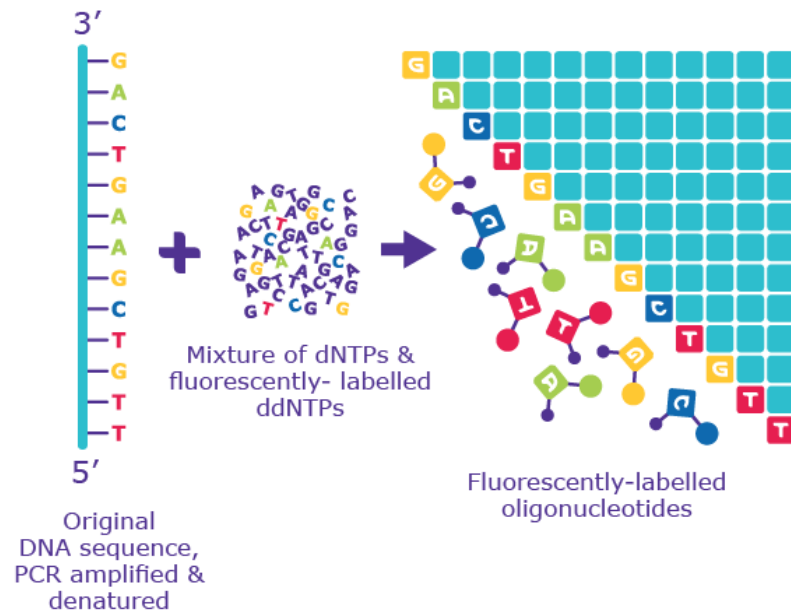 3′
G
A
C
T
G
A
A
G
C
T
G
T
T
5′
Original
DNA sequence,
PCR amplified &
denatured
Mixture of dNTPs &
fluorescently- labelled
ddNTPs
G
A
C
T
G
A
A
G
C
T
G
T
T
G
C
A
T
T
G
A
C
Fluorescently-labelled
oligonucleotides